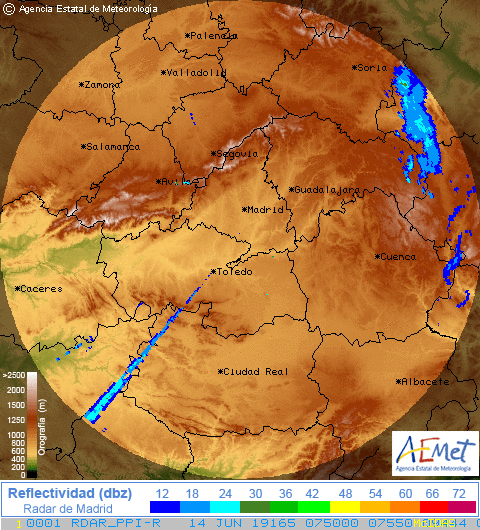 © Agencia Estatal de Meteorología
Palencia
Soria
Valladolid
Zamora
Salamanca
Segovia
Avila
Guadalajara
Madrid
Cuenca
Toledo
Caceres
Ciudad Real
Albacete
>2500
2000
1500
1400
1000
800
600
400
200
0
Orografía (m)
AEMet
Agencia Estatal de Meteorología
Reflectividad (dbz)
Radar de Madrid
12 18 24 30 36 42 48 54 60 66 72
1 0001 RDAR_PPI-R 14 JUN 19165 075000 0755